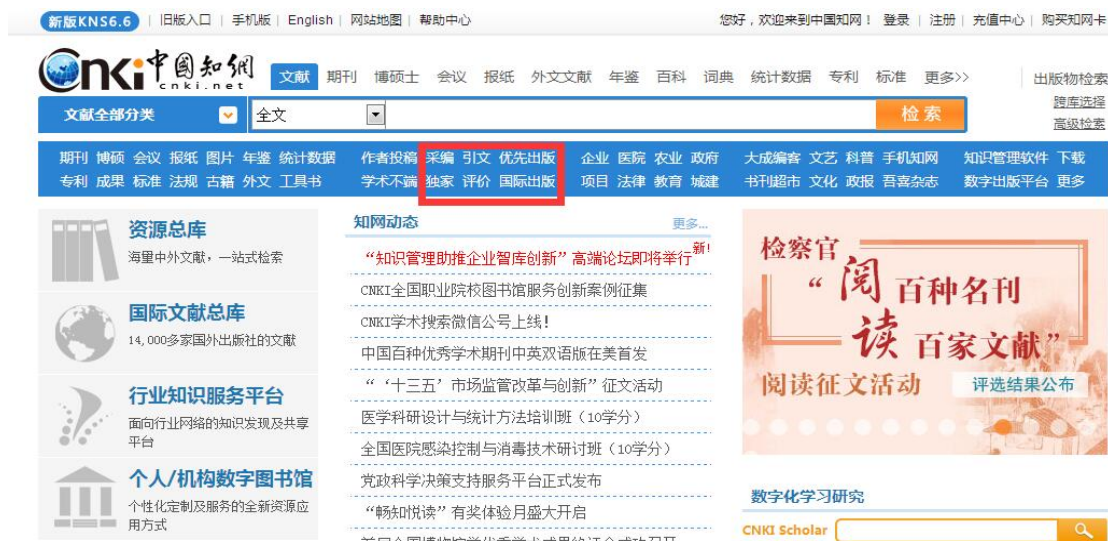 新版KNS6.6 | 旧版入口 | 手机版 | English | 网站地图 | 帮助中心
您好，欢迎来到中国知网！ 登录 | 注册 | 充值中心 | 购买知网卡
Cnki中國知網
cnki.net
文献 期刊 博硕士 会议 报纸 外文文献 年鉴 百科 词典 统计数据 专利 标准 更多>>
出版物检索
文献全部分类 全文 检索
跨库选择
高级检索
期刊 博硕 会议 报纸 图片 年鉴 统计数据 作者投稿 采编 引文 优先出版 企业 医院 农业 政府 大成编客 文艺 科普 手机知网 知识管理软件 下载
专利 成果 标准 法规 古籍 外文 工具书 学术不端 独家 评价 国际出版 项目 法律 教育 城建 书刊超市 文化 政报 吾喜杂志 数字出版平台 更多
资源总库
海里中外文献，一站式检索
国际文献总库
14,000多家国外出版社的文献
行业知识服务平台
面向行业网络的知识发现及共享
平台
个人/机构数字图书馆
个性化定制及服务的全新资源应
用方式
知网动态 更多...
“知识管理助推企业智库创新”高端论坛即将举行 新!
CNKI全国职业院校图书馆服务创新案例征集
CNKI学术搜索微信公号上线！
中国百种优秀学术期刊中英双语版在美首发
“‘十三五’市场监管改革与创新”征文活动
医学科研设计与统计方法培训班（10学分）
全国医院感染控制与消毒技术研讨班（10学分）
党政科学决策支持服务平台正式发布
“畅知悦读”有奖体验月盛大开启
检察官
“阅 百种名刊
读 百家文献”
阅读征文活动 评选结果公布
数字化学习研究
CNKI Scholar